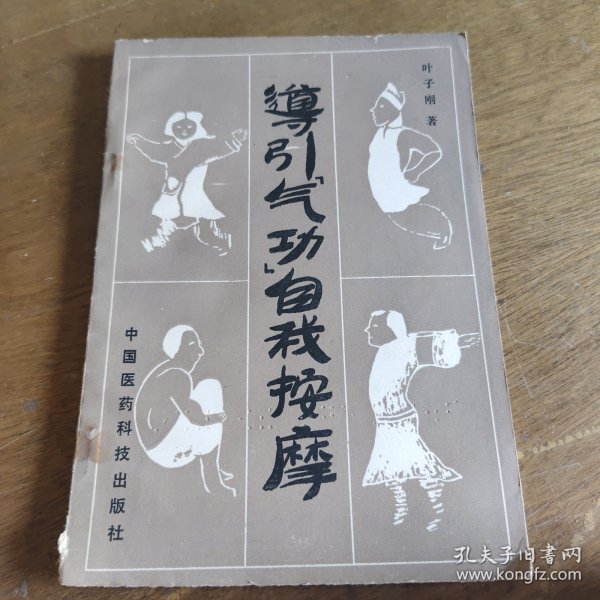 叶子刚 著
導引「气功」自我按摩
中国医药科技出版社
孔夫子旧書网
www.kongfz.com